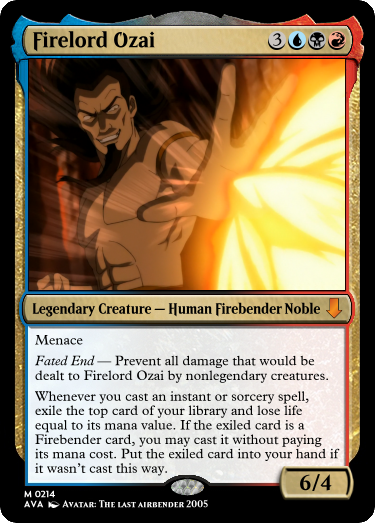 Firelord Ozai 3
Legendary Creature — Human Firebender Noble
Menace
Fated End — Prevent all damage that would be
dealt to Firelord Ozai by nonlegendary creatures.
Whenever you cast an instant or sorcery spell,
exile the top card of your library and lose life
equal to its mana value. If the exiled card is a
Firebender card, you may cast it without paying
its mana cost. Put the exiled card into your hand if
it wasn't cast this way.
6/4
M 0214
AVA Avatar: The last airbender 2005